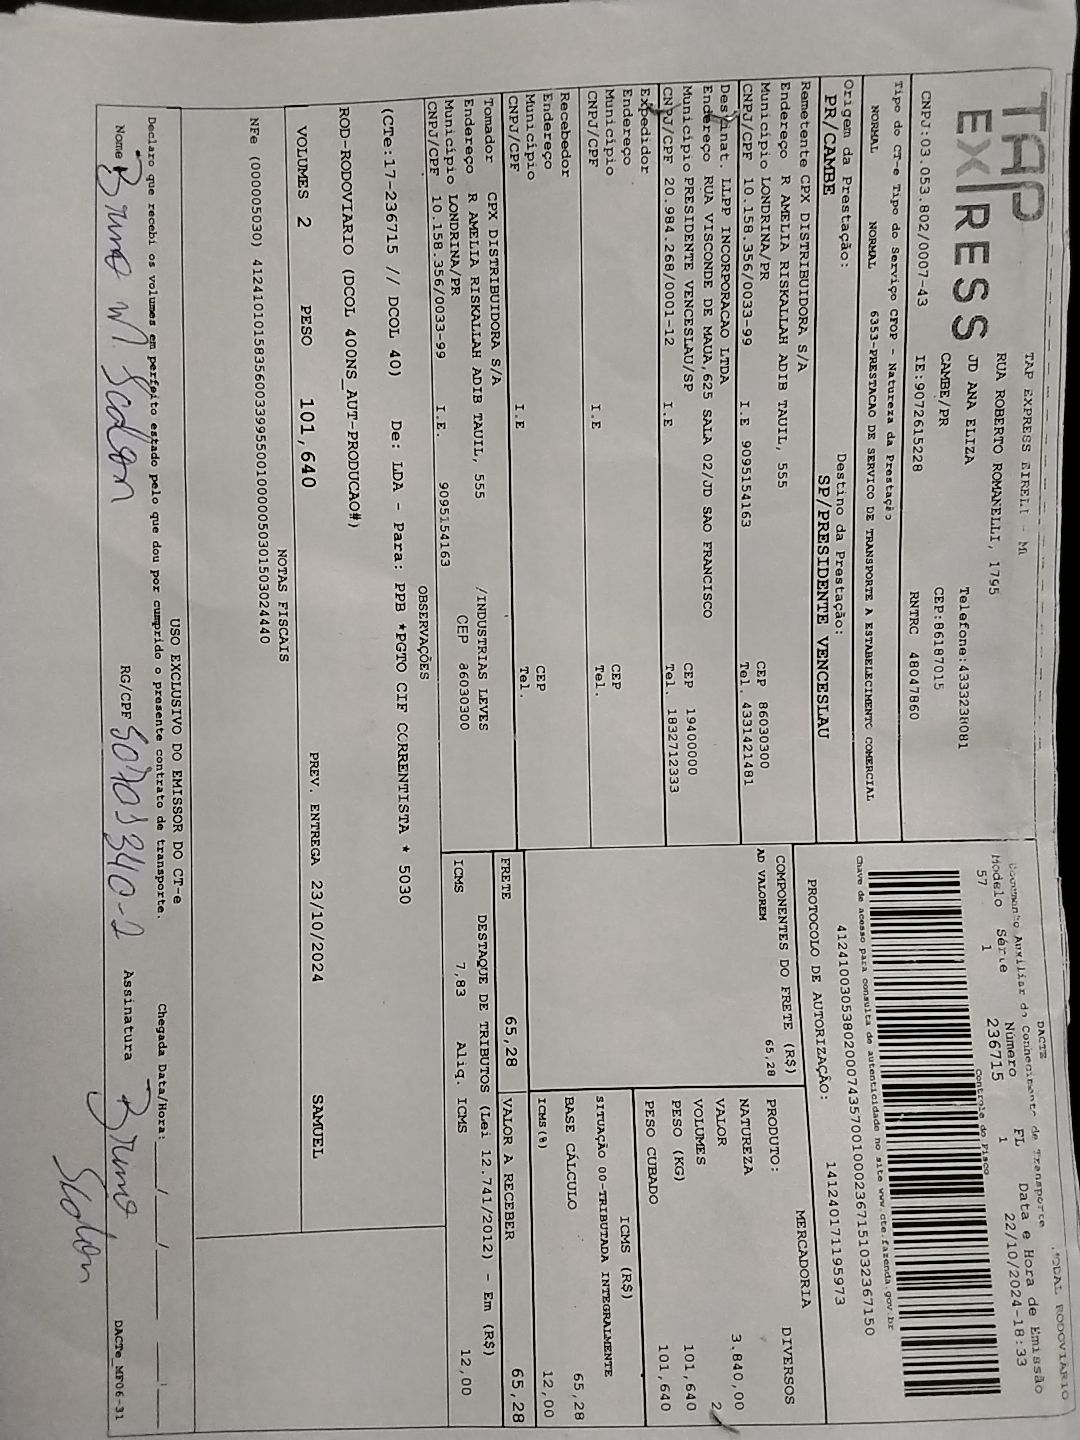 TAP EXPRESS
TAP EXPRESS EIRELI - M
RUA ROBERTO ROMANELLI, 1795
JD ANA ELIZA
CAMBE/PR
Telefone:4333238081
CEP:86187015
CNPJ:03.053.802/0007-43 IE:9072615228 RNTRC 48047860
MODAL RODOVIARIO
DACTE
Documento Auxiliar do Conhecimento de Transporte
Modelo Série Número FL Data e Hora de Emissão
57 1 236715 1 22/10/2024-18:33
Controle do Fisco
Chave de acesso para consulta de autenticidade no site www.cte.fazenda.gov.br
41241003053802000743570010002367151032367150
PROTOCOLO DE AUTORIZAÇÃO: 141240171195973
Tipo do CT-e Tipo do Serviço CFOP - Natureza da Prestação
NORMAL NORMAL 6353-PRESTACAO DE SERVICO DE TRANSPORTE A ESTABELECIMENTO COMERCIAL
Origem da Prestação: Destino da Prestação:
PR/CAMBE SP/PRESIDENTE VENCESLAU
Remetente CPX DISTRIBUIDORA S/A
Endereço R AMELIA RISKALLAH ADIB TAUIL, 555
Município LONDRINA/PR CEP 86030300
CNPJ/CPF 10.158.356/0033-99 I.E 9095154163 Tel. 4331421481
Destinat. LLPP INCORPORACAO LTDA
Endereço RUA VISCONDE DE MAUA,625 SALA 02/JD SAO FRANCISCO
Município PRESIDENTE VENCESLAU/SP CEP 19400000
CNPJ/CPF 20.984.268/0001-12 I.E Tel. 1832712333
Expedidor
Endereço
Município CEP
CNPJ/CPF I.E Tel.
Recebedor
Endereço
Município CEP
CNPJ/CPF I.E Tel.
Tomador CPX DISTRIBUIDORA S/A
Endereço R AMELIA RISKALLAH ADIB TAUIL, 555 /INDUSTRIAS LEVES
Município LONDRINA/PR CEP 86030300
CNPJ/CPF 10.158.356/0033-99 I.E. 9095154163
COMPONENTES DO FRETE (R$)
AD VALOREM 65,28
MERCADORIA
PRODUTO: DIVERSOS
NATUREZA
VALOR 3.840,00
VOLUMES 2
PESO (KG) 101,640
PESO CUBADO 101,640
ICMS (R$)
SITUAÇÃO 00-TRIBUTADA INTEGRALMENTE
BASE CÁLCULO 65,28
ICMS(%) 12,00
FRETE 65,28 VALOR A RECEBER 65,28
DESTAQUE DE TRIBUTOS (Lei 12.741/2012) - Em (R$)
ICMS 7,83 Aliq. ICMS 12,00
OBSERVAÇÕES
(CTe:17-236715 // DCOL 40) De: LDA - Para: PPB *PGTO CIF CORRENTISTA * 5030
ROD-RODOVIARIO (DCOL 400NS_AUT-PRODUCAO#)
VOLUMES 2 PESO 101,640 PREV. ENTREGA 23/10/2024 SAMUEL
NOTAS FISCAIS
NFe (000005030) 41241010158356003399550010000050301503024440
USO EXCLUSIVO DO EMISSOR DO CT-e
Declaro que recebi os volumes em perfeito estado pelo que dou por cumprido o presente contrato de transporte. Chegada Data/Hora: / /
Nome Bruno M. Scalon RG/CPF Assinatura Bruno Scalon
DACTe_MF06-31